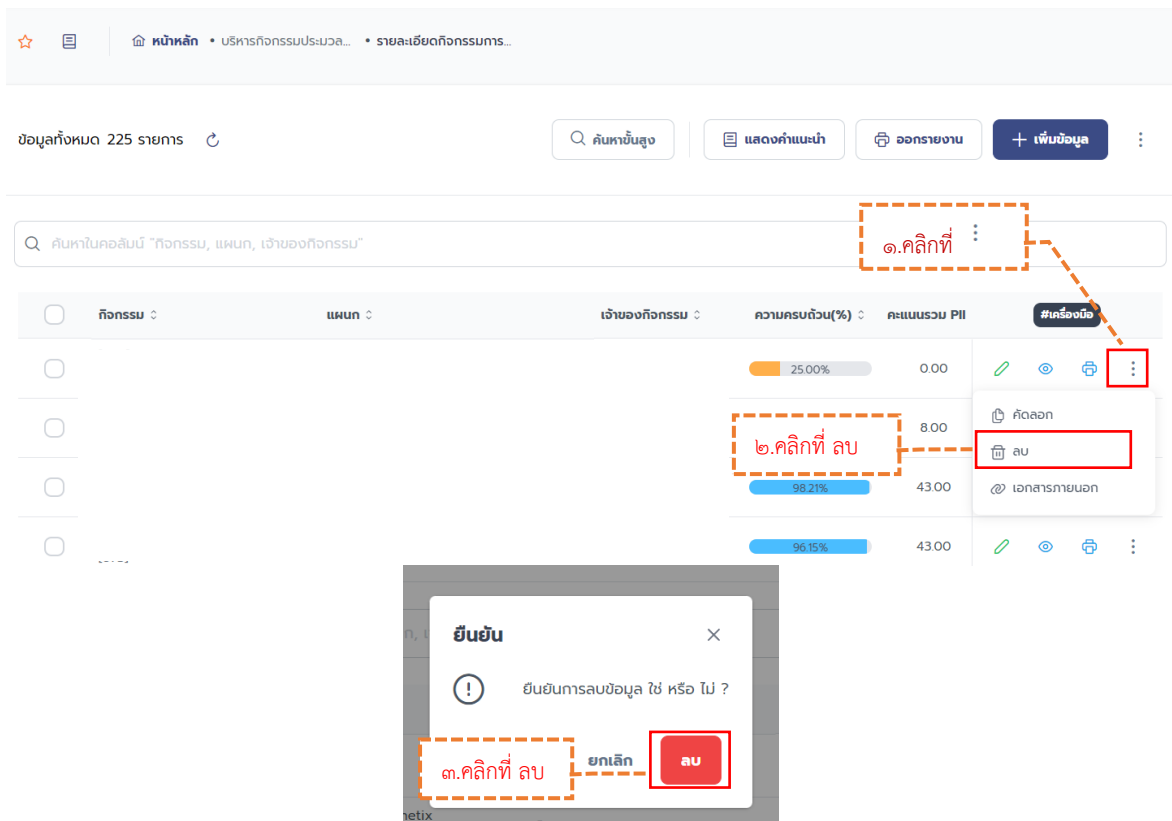 หน้าหลัก • บริหารกิจกรรมประมวล... • รายละเอียดกิจกรรมการ...
ข้อมูลทั้งหมด 225 รายการ
ค้นหาขั้นสูง
แสดงคำแนะนำ
ออกรายงาน
+ เพิ่มข้อมูล
ค้นหาในคอลัมน์ "กิจกรรม, แผนก, เจ้าของกิจกรรม"
๑.คลิกที่ ⋮
กิจกรรม แผนก เจ้าของกิจกรรม ความครบถ้วน(%) คะแนนรวม PII #เครื่องมือ
25.00% 0.00
คัดลอก
8.00
๒.คลิกที่ ลบ
ลบ
98.21% 43.00
เอกสารภายนอก
96.15% 43.00
ยืนยัน
ยืนยันการลบข้อมูล ใช่ หรือ ไม่ ?
๓.คลิกที่ ลบ
ยกเลิก
ลบ
netix